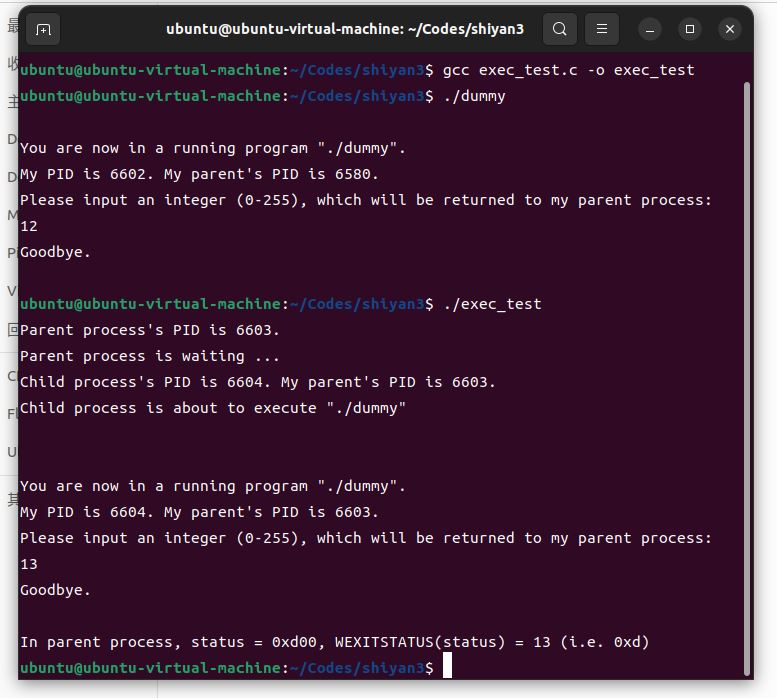 ubuntu@ubuntu-virtual-machine: ~/Codes/shiyan3
ubuntu@ubuntu-virtual-machine:~/Codes/shiyan3$ gcc exec_test.c -o exec_test
ubuntu@ubuntu-virtual-machine:~/Codes/shiyan3$ ./dummy
You are now in a running program "./dummy".
My PID is 6602. My parent's PID is 6580.
Please input an integer (0-255), which will be returned to my parent process:
12
Goodbye.
ubuntu@ubuntu-virtual-machine:~/Codes/shiyan3$ ./exec_test
Parent process's PID is 6603.
Parent process is waiting ...
Child process's PID is 6604. My parent's PID is 6603.
Child process is about to execute "./dummy"
You are now in a running program "./dummy".
My PID is 6604. My parent's PID is 6603.
Please input an integer (0-255), which will be returned to my parent process:
13
Goodbye.
In parent process, status = 0xd00, WEXITSTATUS(status) = 13 (i.e. 0xd)
ubuntu@ubuntu-virtual-machine:~/Codes/shiyan3$